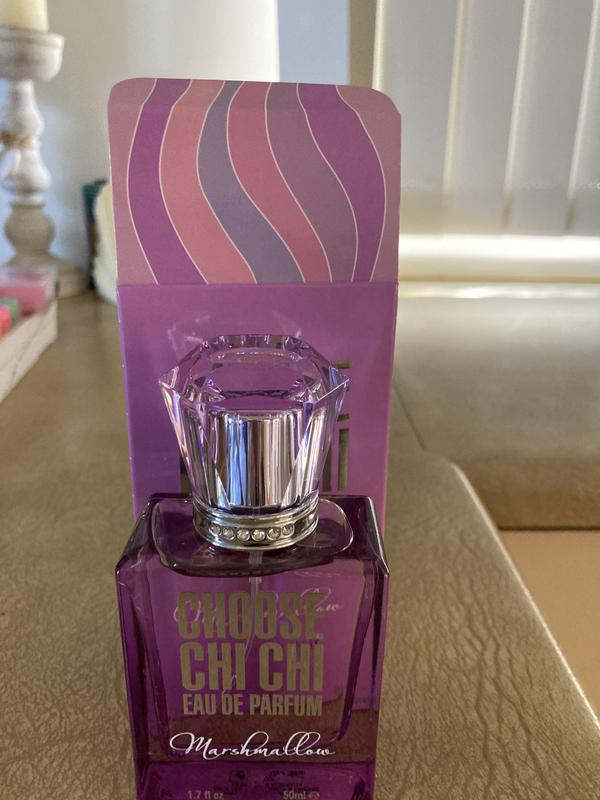 CHOOSE
CHI CHI
EAU DE PARFUM
Marshmallow
1.7 fl oz 50ml ℮